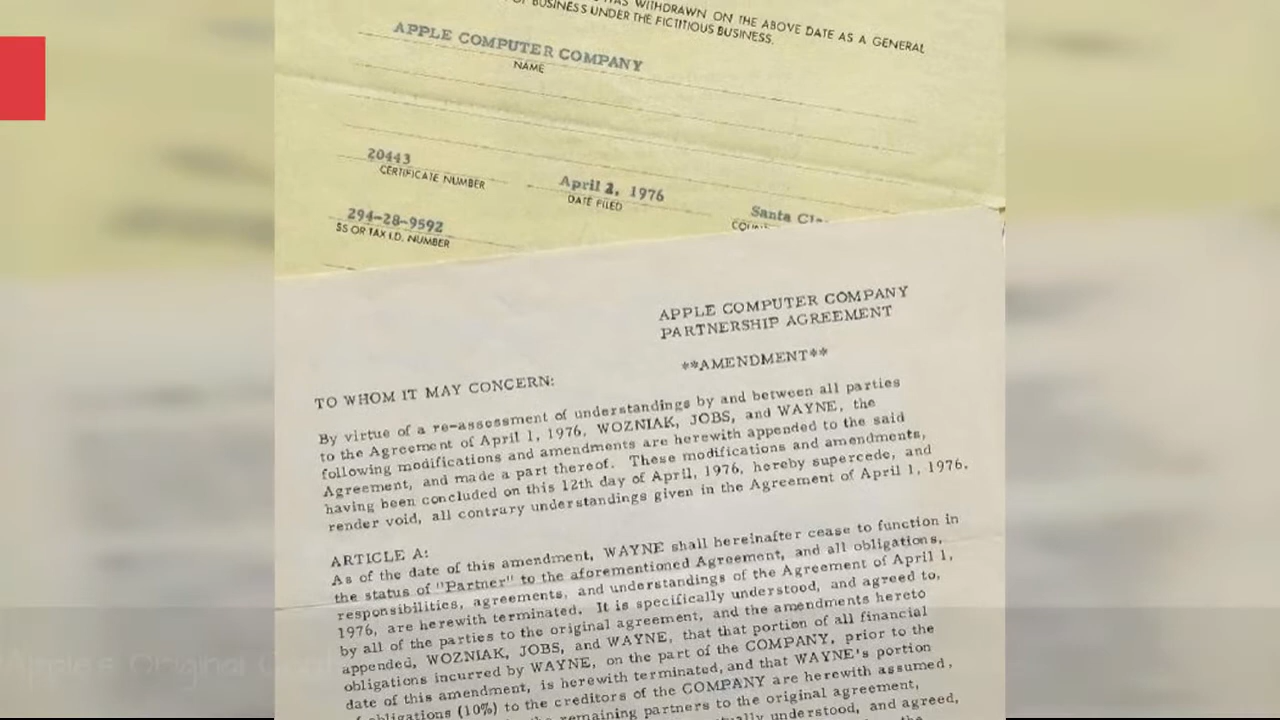 WITHDRAWN ON THE ABOVE DATE AS A GENERAL
OF BUSINESS UNDER THE FICTITIOUS BUSINESS.
APPLE COMPUTER COMPANY
NAME
20443
CERTIFICATE NUMBER
April 2, 1976
DATE FILED
Santa
294-28-9592
SS OR TAX I.D. NUMBER
APPLE COMPUTER COMPANY
PARTNERSHIP AGREEMENT
**AMENDMENT**
TO WHOM IT MAY CONCERN:
By virtue of a re-assessment of understandings by and between all parties
to the Agreement of April 1, 1976, WOZNIAK, JOBS, and WAYNE, the
following modifications and amendments are herewith appended to the said
Agreement, and made a part thereof. These modifications and amendments,
having been concluded on this 12th day of April, 1976, hereby supercede, and
render void, all contrary understandings given in the Agreement of April 1, 1976.
ARTICLE A:
As of the date of this amendment, WAYNE shall hereinafter cease to function in
the status of "Partner" to the aforementioned Agreement, and all obligations,
responsibilities, agreements, and understandings of the Agreement of April 1,
1976, are herewith terminated. It is specifically understood, and agreed to,
by all of the parties to the original agreement, and the amendments hereto
appended, WOZNIAK, JOBS, and WAYNE, that that portion of all financial
obligations incurred by WAYNE, on the part of the COMPANY, prior to the
date of this amendment, is herewith terminated, and that WAYNE's portion
of obligations (10%) to the creditors of the COMPANY are herewith assumed,
remaining partners to the original agreement,
understood, and agreed,
Apple's Original